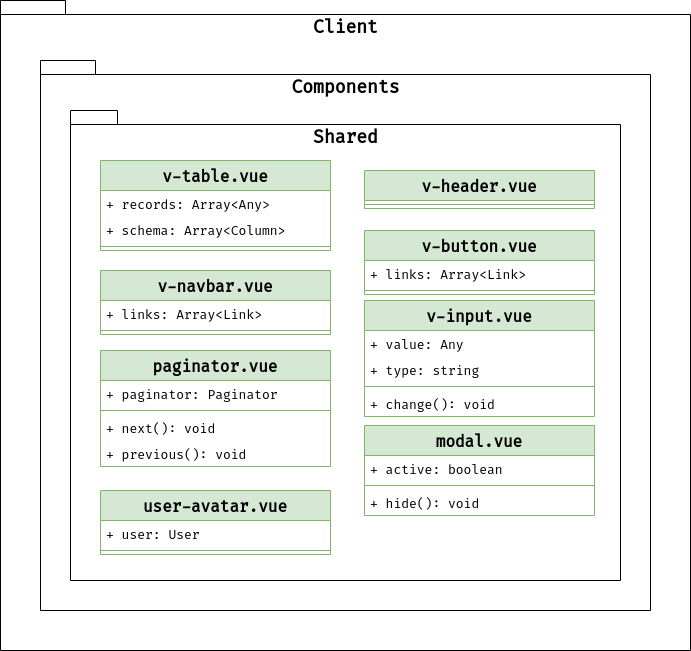 Client
Components
Shared
v-table.vue
+ records: Array<Any>
+ schema: Array<Column>
v-navbar.vue
+ links: Array<Link>
paginator.vue
+ paginator: Paginator
+ next(): void
+ previous(): void
user-avatar.vue
+ user: User
v-header.vue
v-button.vue
+ links: Array<Link>
v-input.vue
+ value: Any
+ type: string
+ change(): void
modal.vue
+ active: boolean
+ hide(): void